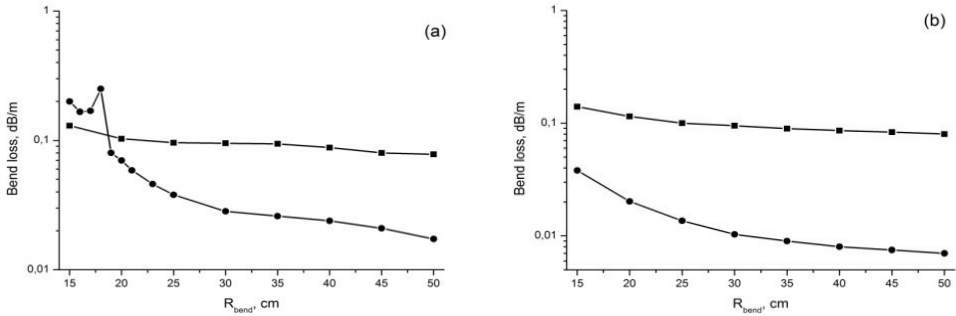 (a)
1
0,1
0,01
Bend loss, dB/m
15 20 25 30 35 40 45 50
R_bend, cm
(b)
1
0,1
0,01
Bend loss, dB/m
15 20 25 30 35 40 45 50
R_bend, cm